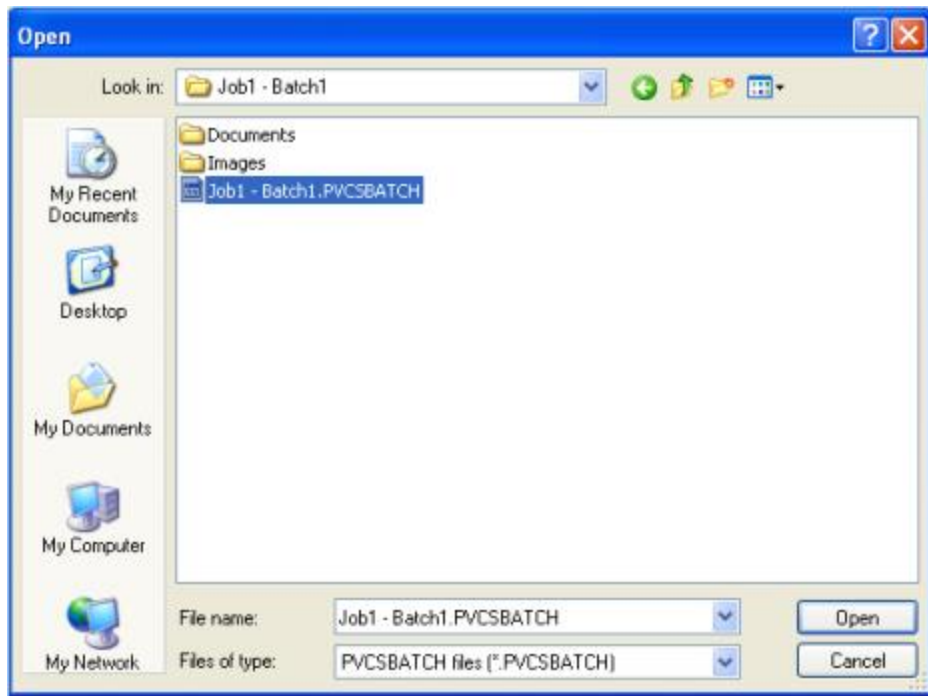 Open
Look in: Job1 - Batch1
Documents
Images
Job1 - Batch1.PVCSBATCH
My Recent
Documents
Desktop
My Documents
My Computer
My Network
File name: Job1 - Batch1.PVCSBATCH Open
Files of type: PVCSBATCH files (*.PVCSBATCH) Cancel